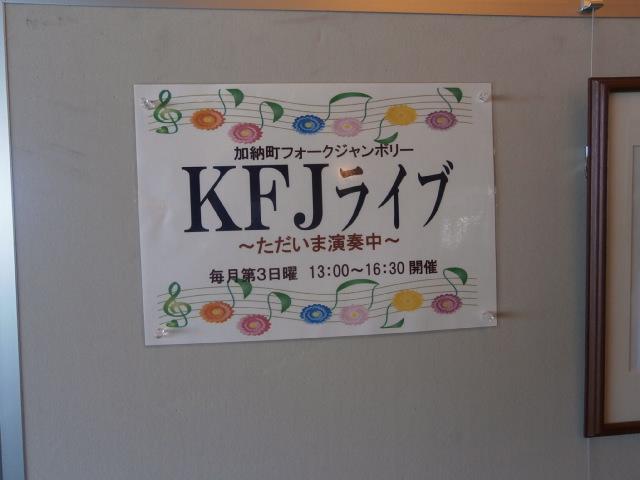 加納町フォークジャンボリー
KFJライブ
～ただいま演奏中～
毎月第3日曜 13:00～16:30 開催